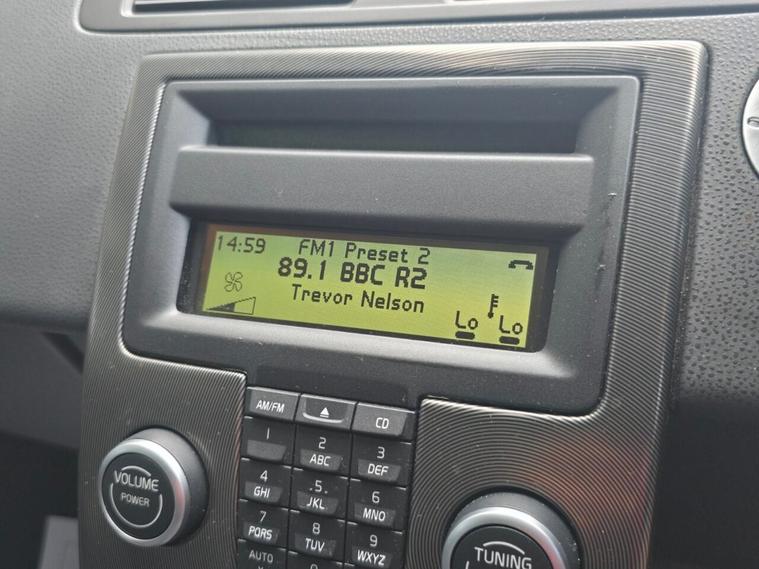 14:59 FM1 Preset 2
89.1 BBC R2
Trevor Nelson
Lo Lo
AM/FM CD
1 2 ABC 3 DEF
4 GHI .5. JKL 6 MNO
7 PQRS 8 TUV 9 WXYZ
AUTO
VOLUME
POWER
TUNING